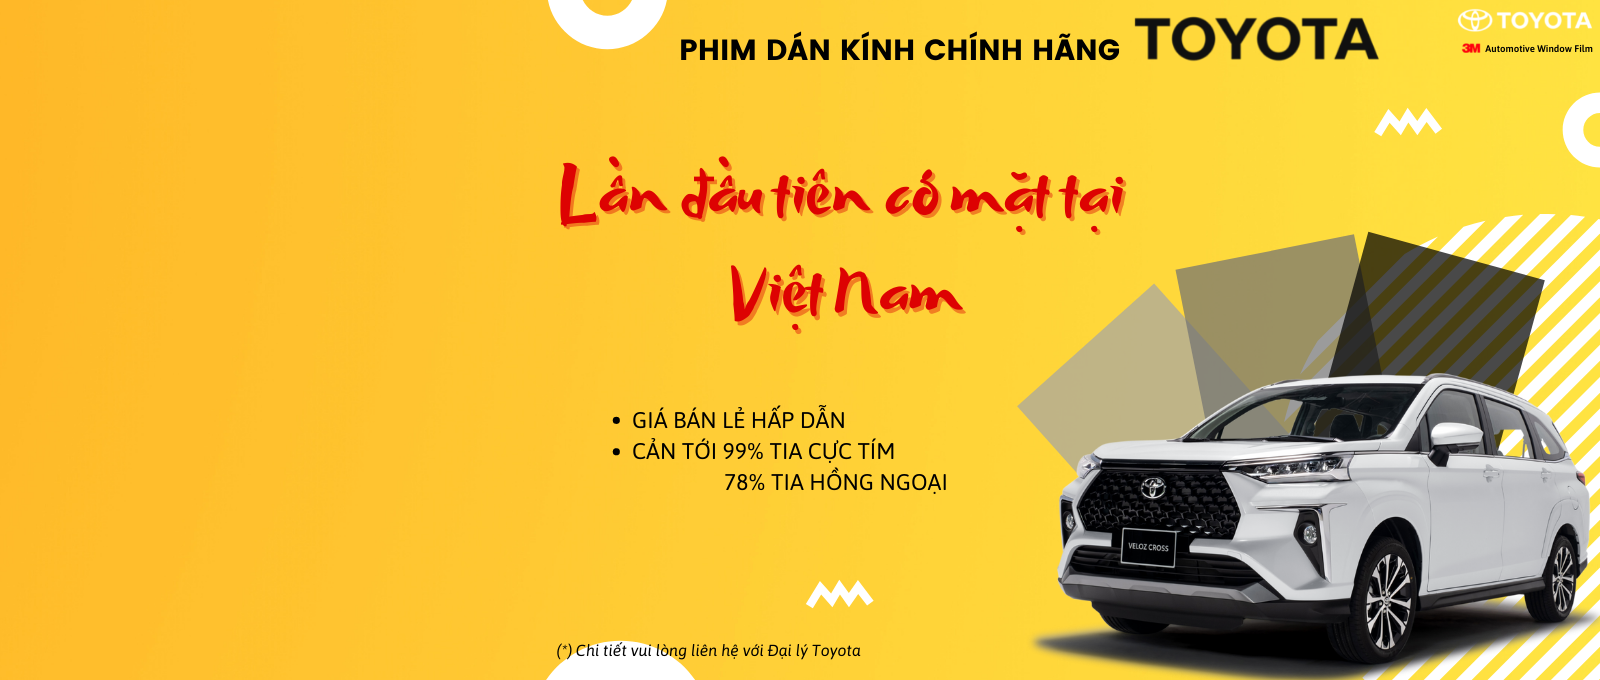 PHIM DÁN KÍNH CHÍNH HÃNG TOYOTA
TOYOTA
3M Automotive Window Film
Lần đầu tiên có mặt tại
Việt Nam
• GIÁ BÁN LẺ HẤP DẪN
• CẢN TỚI 99% TIA CỰC TÍM
78% TIA HỒNG NGOẠI
VELOZ CROSS
(*) Chi tiết vui lòng liên hệ với Đại lý Toyota